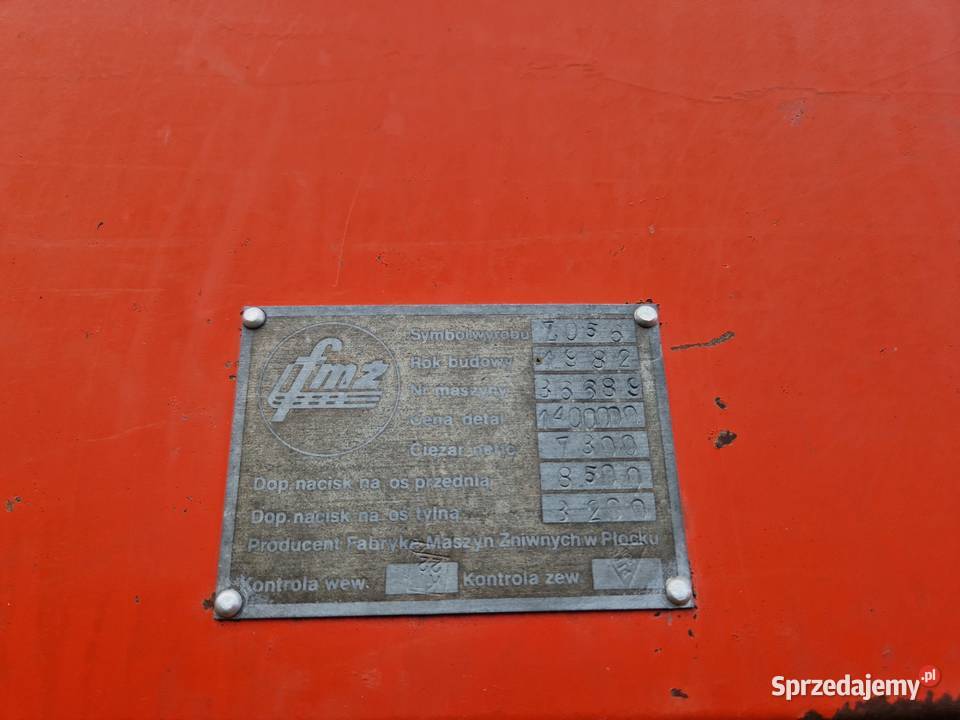 fmz
Symbol wyrobu Z056
Rok budowy 1982
Nr maszyny 36689
Cena detal. 1400000
Ciężar netto 7300
Dop. nacisk na oś przednią 8500
Dop. nacisk na oś tylną 3200
Producent Fabryka Maszyn Żniwnych w Płocku
Kontrola wew. Kontrola zew
Sprzedajemy.pl